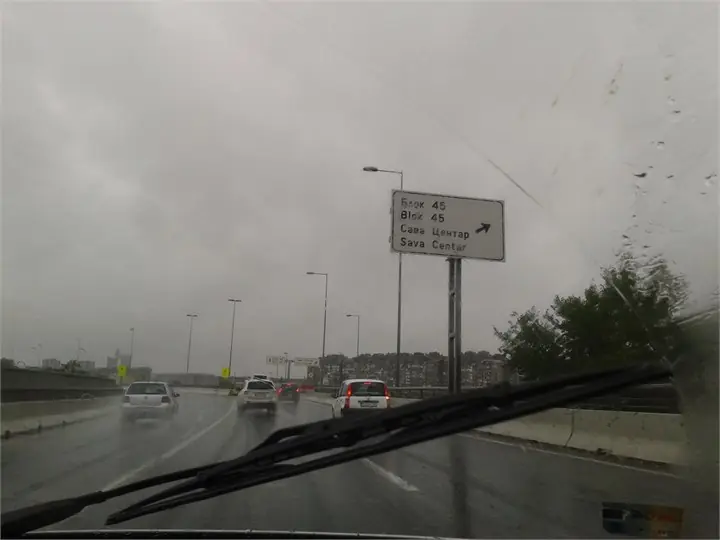 Блок 45
Blok 45
Сава Центар
Sava Centar